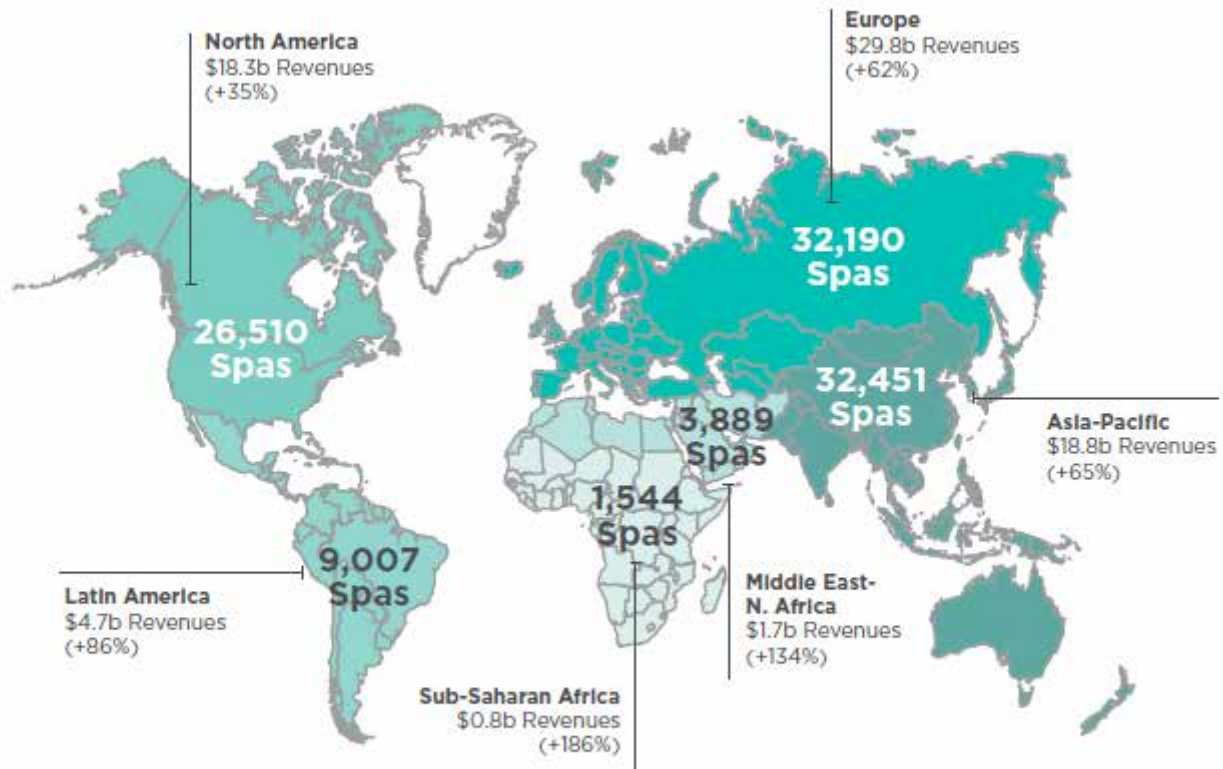 North America
$18.3b Revenues
(+35%)
Europe
$29.8b Revenues
(+62%)
32,190
Spas
26,510
Spas
32,451
Spas
3,889
Spas
Asia-Pacific
$18.8b Revenues
(+65%)
1,544
Spas
9,007
Spas
Latin America
$4.7b Revenues
(+86%)
Middle East-
N. Africa
$1.7b Revenues
(+134%)
Sub-Saharan Africa
$0.8b Revenues
(+186%)